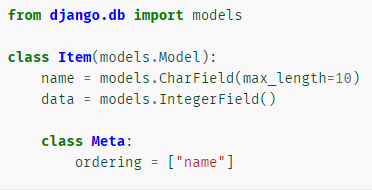 from django.db import models
class Item(models.Model):
    name = models.CharField(max_length=10)
    data = models.IntegerField()
    class Meta:
        ordering = ["name"]